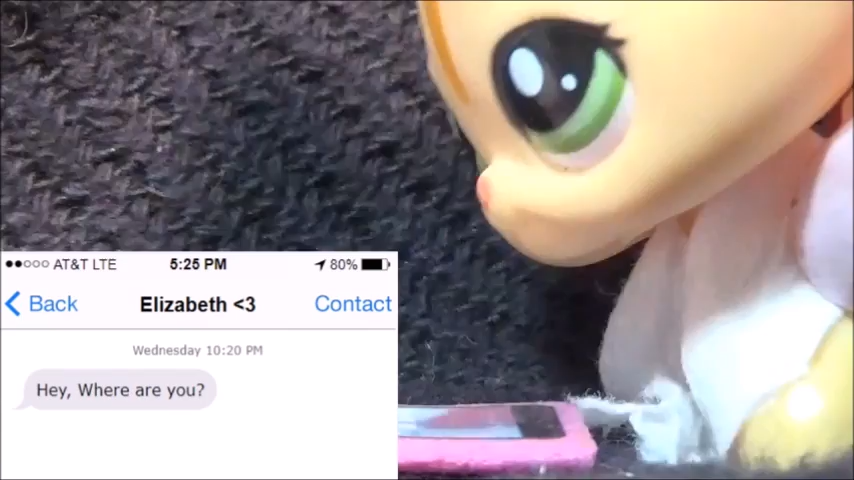 AT&T LTE 5:25 PM 80%
Back Elizabeth <3 Contact
Wednesday 10:20 PM
Hey, Where are you?